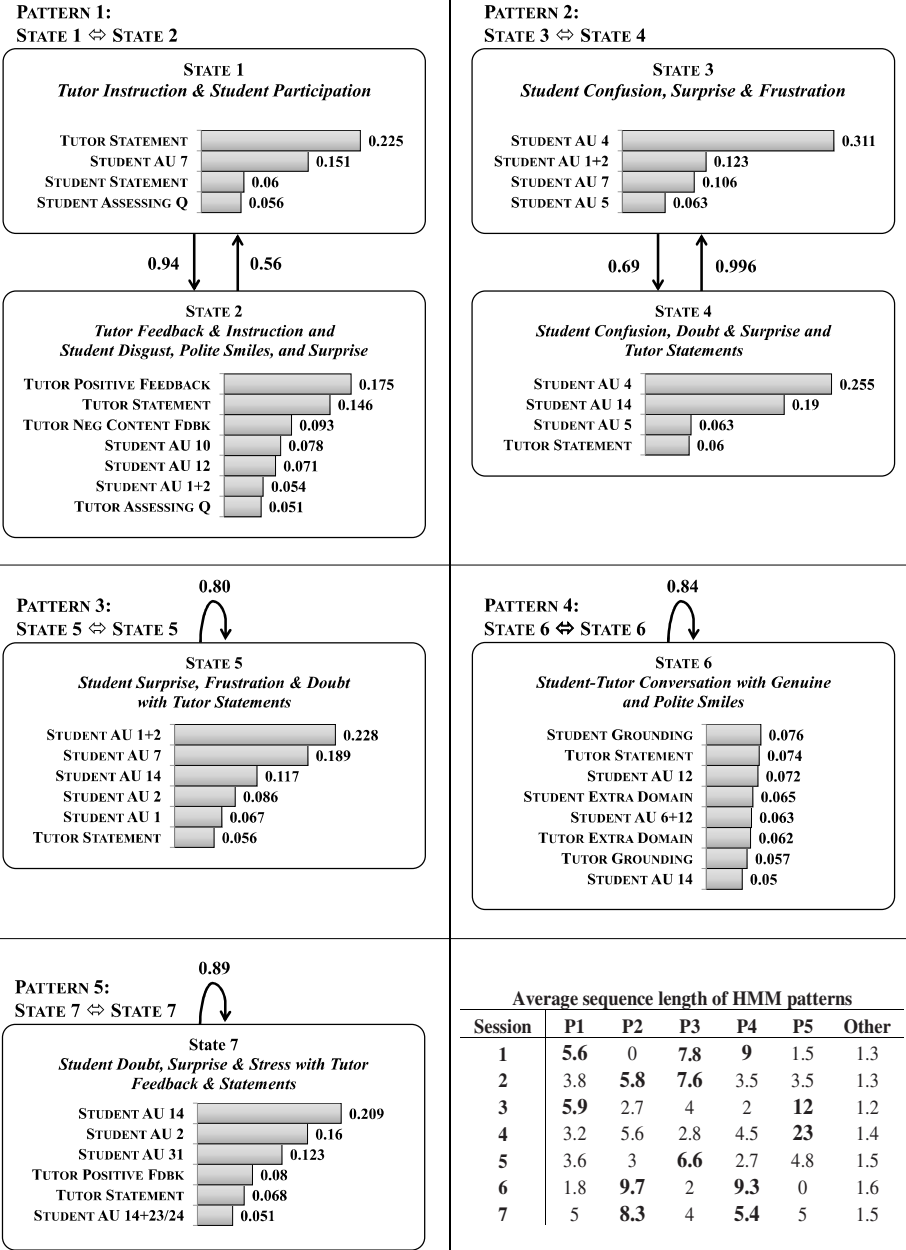 PATTERN 1:
STATE 1 ⇔ STATE 2
STATE 1
Tutor Instruction & Student Participation
TUTOR STATEMENT 0.225
STUDENT AU 7 0.151
STUDENT STATEMENT 0.06
STUDENT ASSESSING Q 0.056
0.94 0.56
STATE 2
Tutor Feedback & Instruction and
Student Disgust, Polite Smiles, and Surprise
TUTOR POSITIVE FEEDBACK 0.175
TUTOR STATEMENT 0.146
TUTOR NEG CONTENT FDBK 0.093
STUDENT AU 10 0.078
STUDENT AU 12 0.071
STUDENT AU 1+2 0.054
TUTOR ASSESSING Q 0.051
PATTERN 2:
STATE 3 ⇔ STATE 4
STATE 3
Student Confusion, Surprise & Frustration
STUDENT AU 4 0.311
STUDENT AU 1+2 0.123
STUDENT AU 7 0.106
STUDENT AU 5 0.063
0.69 0.996
STATE 4
Student Confusion, Doubt & Surprise and
Tutor Statements
STUDENT AU 4 0.255
STUDENT AU 14 0.19
STUDENT AU 5 0.063
TUTOR STATEMENT 0.06
0.80
PATTERN 3:
STATE 5 ⇔ STATE 5
STATE 5
Student Surprise, Frustration & Doubt
with Tutor Statements
STUDENT AU 1+2 0.228
STUDENT AU 7 0.189
STUDENT AU 14 0.117
STUDENT AU 2 0.086
STUDENT AU 1 0.067
TUTOR STATEMENT 0.056
0.84
PATTERN 4:
STATE 6 ⇔ STATE 6
STATE 6
Student-Tutor Conversation with Genuine
and Polite Smiles
STUDENT GROUNDING 0.076
TUTOR STATEMENT 0.074
STUDENT AU 12 0.072
STUDENT EXTRA DOMAIN 0.065
STUDENT AU 6+12 0.063
TUTOR EXTRA DOMAIN 0.062
TUTOR GROUNDING 0.057
STUDENT AU 14 0.05
0.89
PATTERN 5:
STATE 7 ⇔ STATE 7
State 7
Student Doubt, Surprise & Stress with Tutor
Feedback & Statements
STUDENT AU 14 0.209
STUDENT AU 2 0.16
STUDENT AU 31 0.123
TUTOR POSITIVE FDBK 0.08
TUTOR STATEMENT 0.068
STUDENT AU 14+23/24 0.051
Average sequence length of HMM patterns
Session P1 P2 P3 P4 P5 Other
1 5.6 0 7.8 9 1.5 1.3
2 3.8 5.8 7.6 3.5 3.5 1.3
3 5.9 2.7 4 2 12 1.2
4 3.2 5.6 2.8 4.5 23 1.4
5 3.6 3 6.6 2.7 4.8 1.5
6 1.8 9.7 2 9.3 0 1.6
7 5 8.3 4 5.4 5 1.5